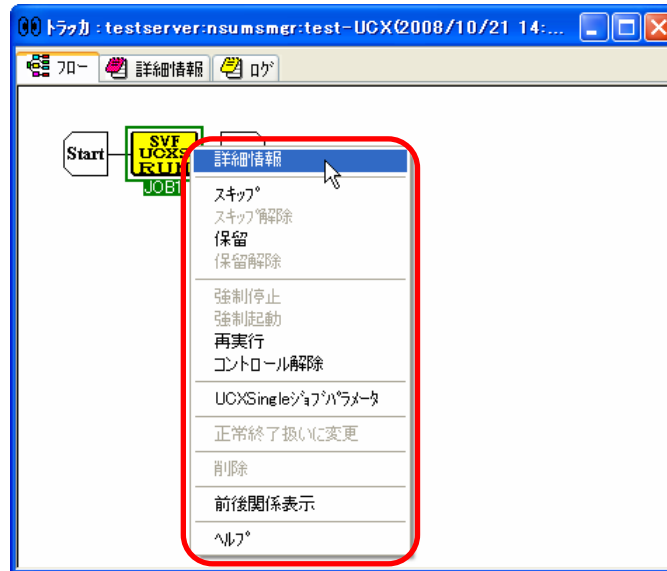 トラッカ : testserver:nsumsmgr:test-UCX(2008/10/21 14:...
フロー 詳細情報 ログ
Start
SVF
UCXS
RUN
JOB1
詳細情報
スキップ
スキップ解除
保留
保留解除
強制停止
強制起動
再実行
コントロール解除
UCXSingleジョブパラメータ
正常終了扱いに変更
削除
前後関係表示
ヘルプ